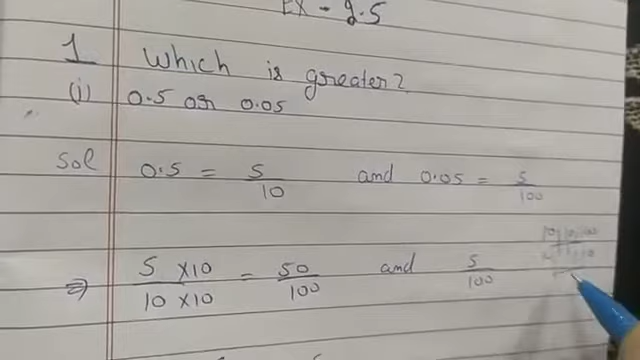 Ex - 2.5
1 Which is greater?
(i) 0.5 or 0.05
Sol 0.5 = 5/10 and 0.05 = 5/100
⇒ 5 x10/10 x10 = 50/100 and 5/100